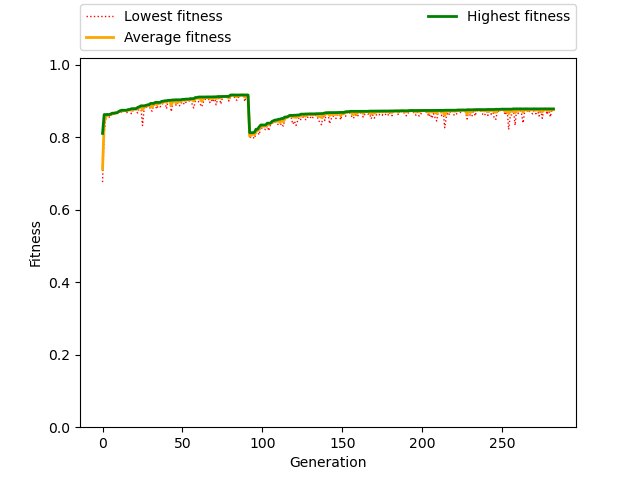 Lowest fitness
Average fitness
Highest fitness
1.0
0.8
0.6
0.4
0.2
0.0
Fitness
0 50 100 150 200 250
Generation